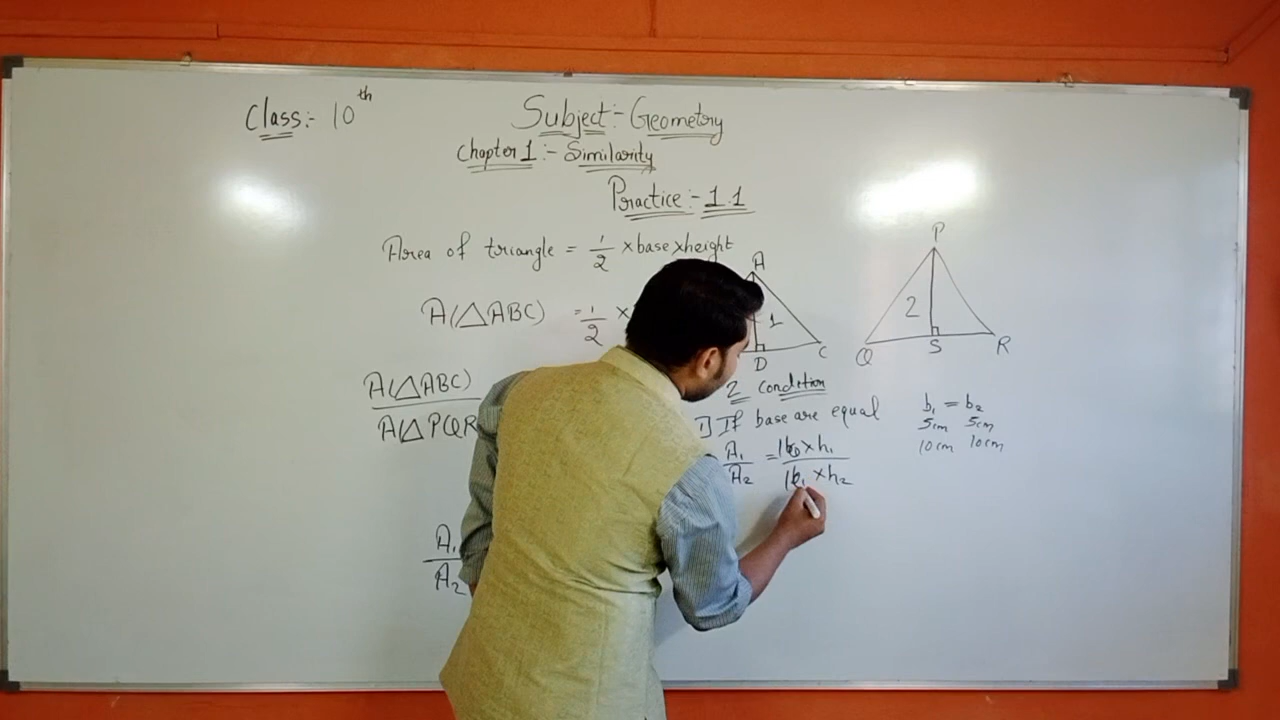 Class:- 10th
Subject:- Geometry
Chapter 1:- Similarity
Practice:- 1.1
Area of triangle = 1/2 × base × height
A(△ABC) = 1/2 ×
A(△ABC)
A(△PQR
A1
A2
A
1
D
C
P
2
Q
S
R
2 condition
1] If base are equal
A1/A2 = b1×h1/b1×h2
b1 = b2
5cm 5cm
10cm 10cm